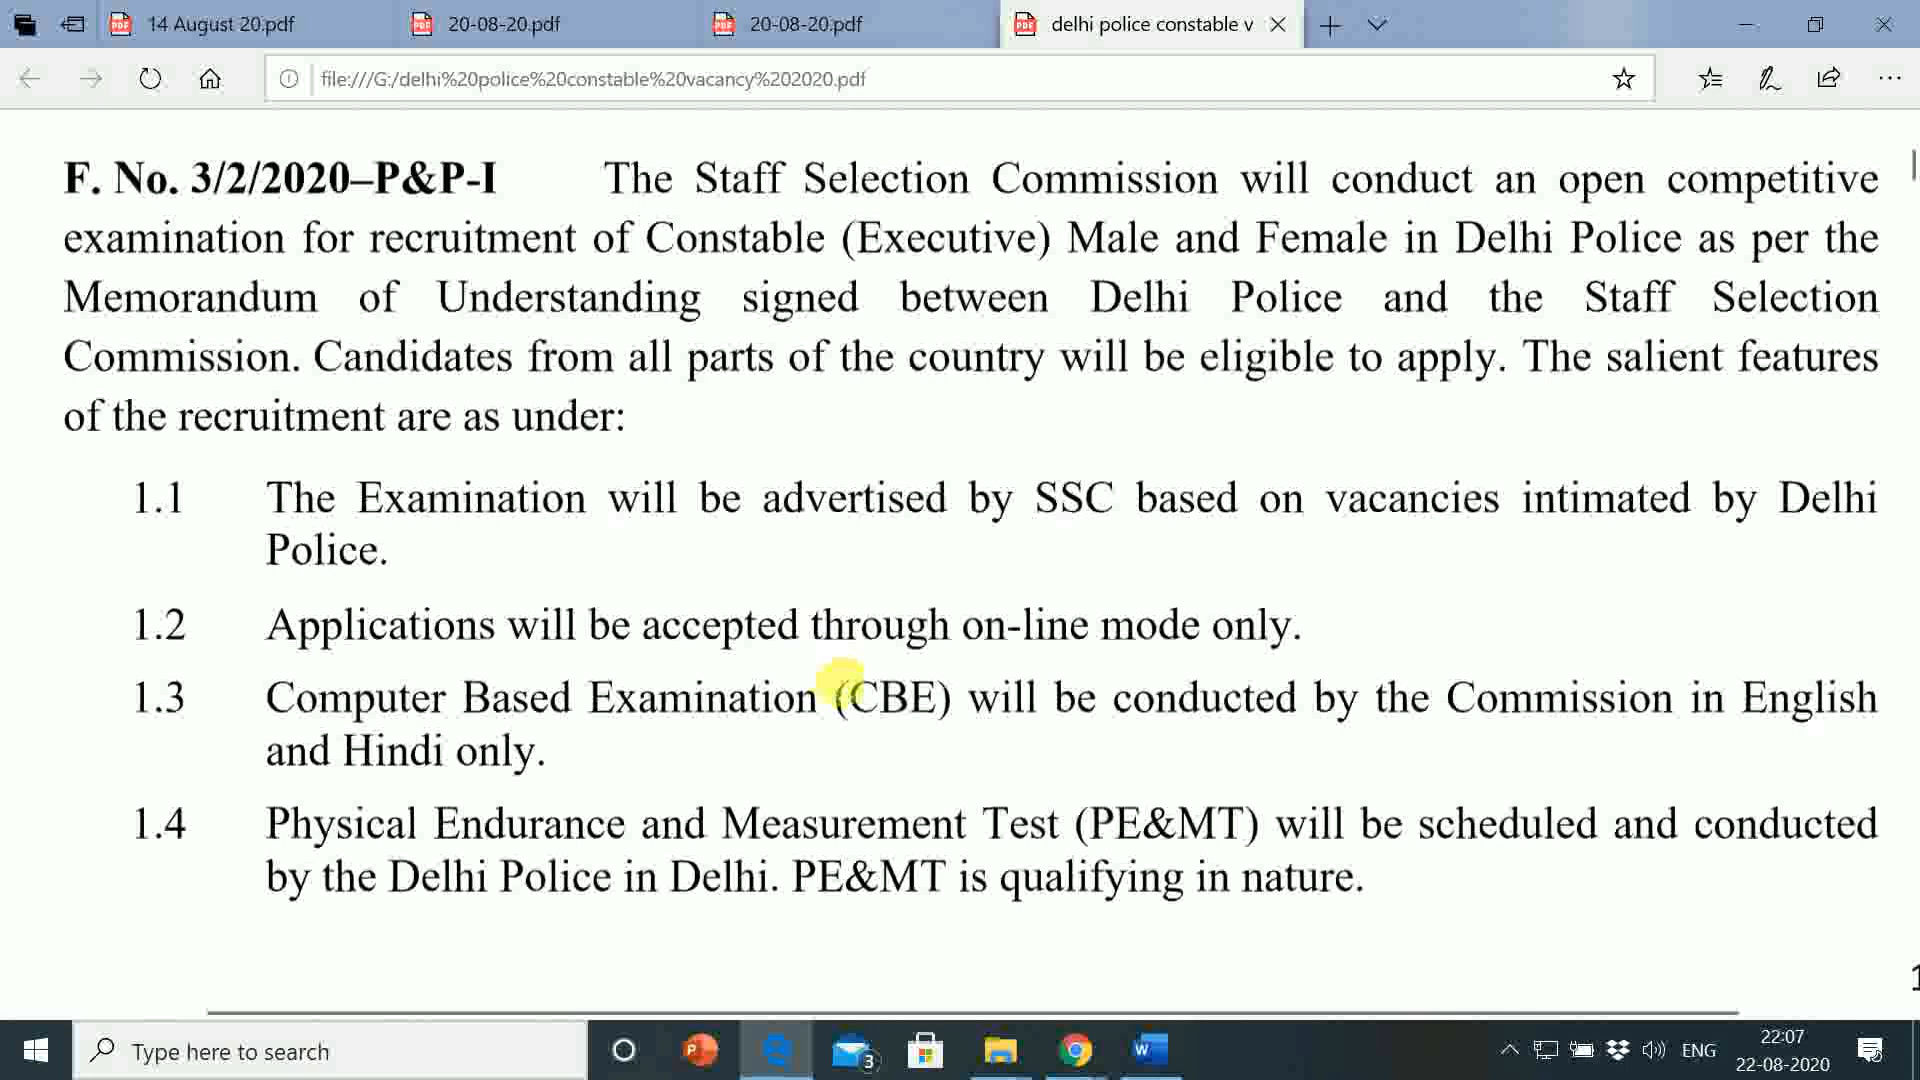 14 August 20.pdf
20-08-20.pdf
20-08-20.pdf
delhi police constable v
file:///G:/delhi%20police%20constable%20vacancy%202020.pdf
F. No. 3/2/2020–P&P-I The Staff Selection Commission will conduct an open competitive
examination for recruitment of Constable (Executive) Male and Female in Delhi Police as per the
Memorandum of Understanding signed between Delhi Police and the Staff Selection
Commission. Candidates from all parts of the country will be eligible to apply. The salient features
of the recruitment are as under:
1.1 The Examination will be advertised by SSC based on vacancies intimated by Delhi
Police.
1.2 Applications will be accepted through on-line mode only.
1.3 Computer Based Examination (CBE) will be conducted by the Commission in English
and Hindi only.
1.4 Physical Endurance and Measurement Test (PE&MT) will be scheduled and conducted
by the Delhi Police in Delhi. PE&MT is qualifying in nature.
1
Type here to search
3
ENG
22:07
22-08-2020